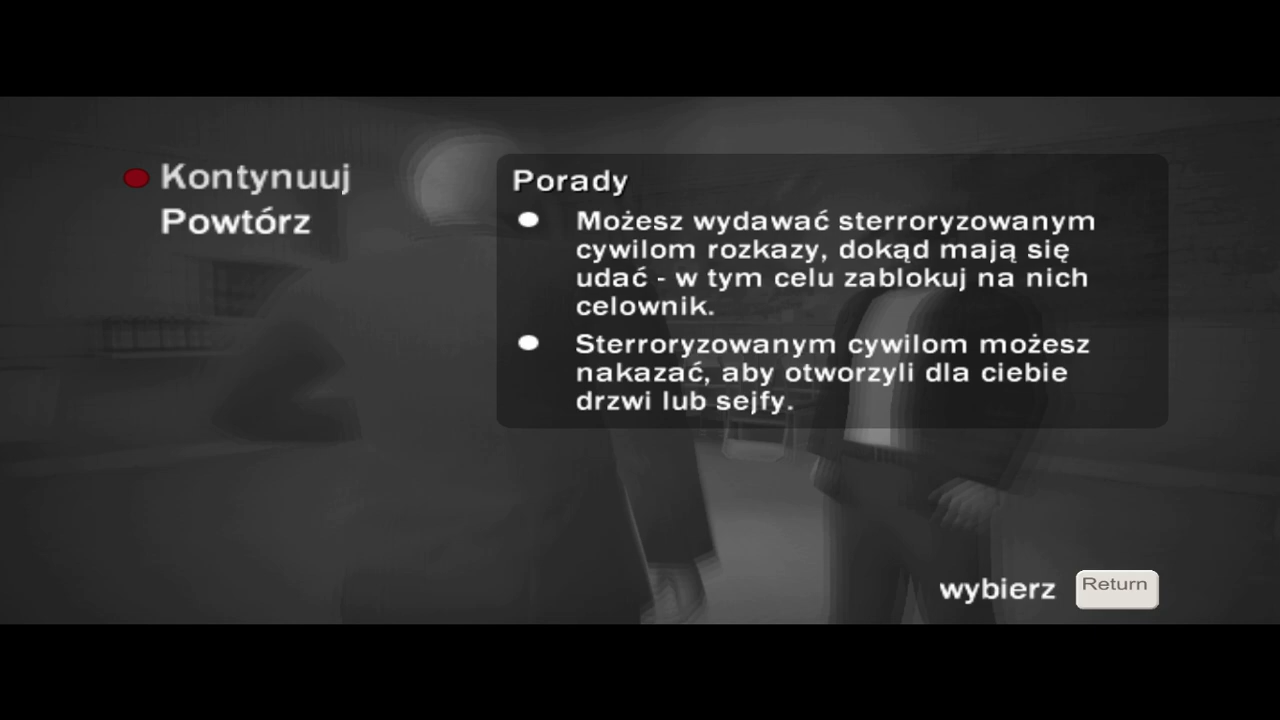 Kontynuuj
Powtórz
Porady
Możesz wydawać sterroryzowanym
cywilom rozkazy, dokąd mają się
udać - w tym celu zablokuj na nich
celownik.
Sterroryzowanym cywilom możesz
nakazać, aby otworzyli dla ciebie
drzwi lub sejfy.
wybierz Return